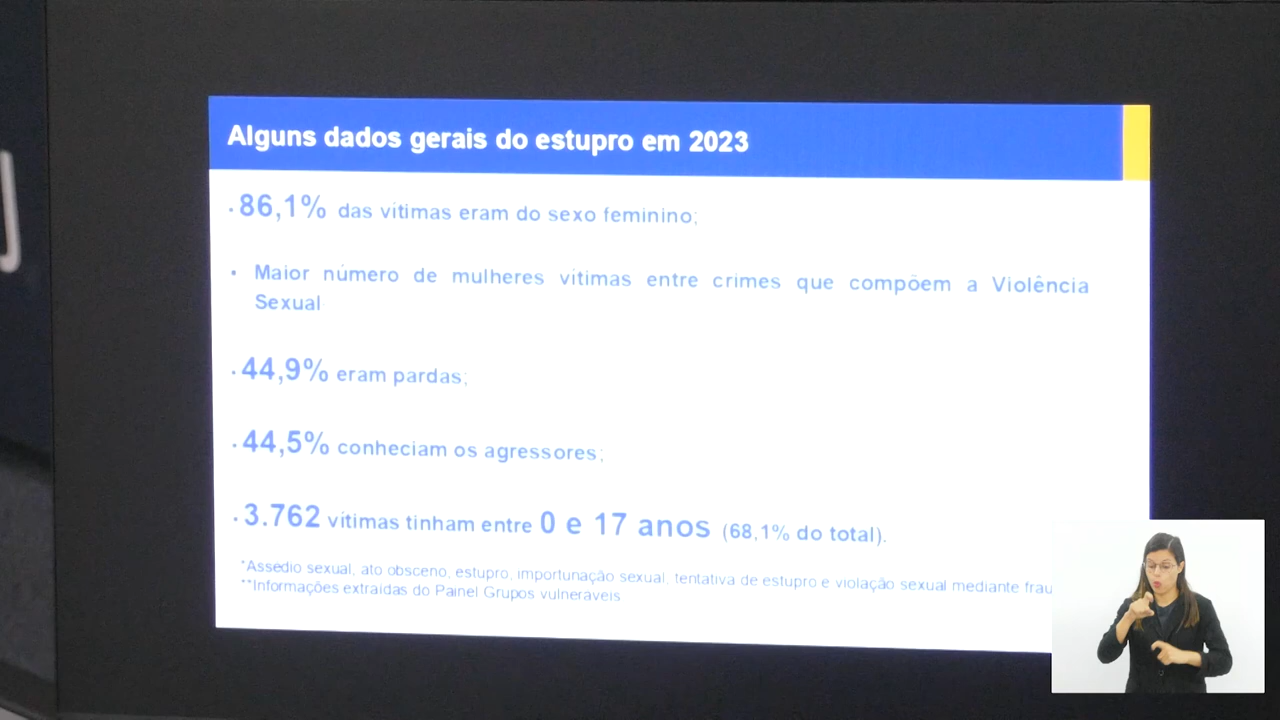 Alguns dados gerais do estupro em 2023
· 86,1% das vítimas eram do sexo feminino;
• Maior número de mulheres vítimas entre crimes que compõem a Violência
Sexual
· 44,9% eram pardas;
· 44,5% conheciam os agressores;
· 3.762 vítimas tinham entre 0 e 17 anos (68,1% do total).
*Assédio sexual, ato obsceno, estupro, importunação sexual, tentativa de estupro e violação sexual mediante frau
**Informações extraídas do Painel Grupos vulneráveis